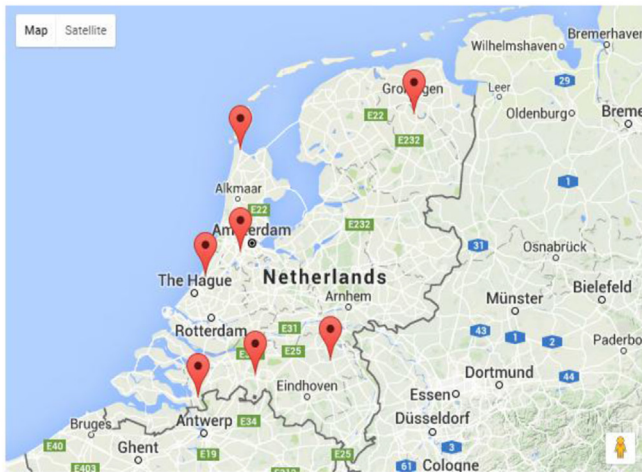 Map Satellite
Wilhelmshaven
Bremerhaven
Leer
29
Oldenburg
Breme
E22
E232
Alkmaar
E22
1
Amsterdam
E232
31
Osnabrück
The Hague
Netherlands
Arnhem
Münster
Bielefeld
Rotterdam
E31
43
1
2
E25
Paderbo
Dortmund
44
Eindhoven
Essen
Bruges
Antwerp
E34
Düsseldorf
E40
Ghent
E19
E25
3
E403
61
Cologne